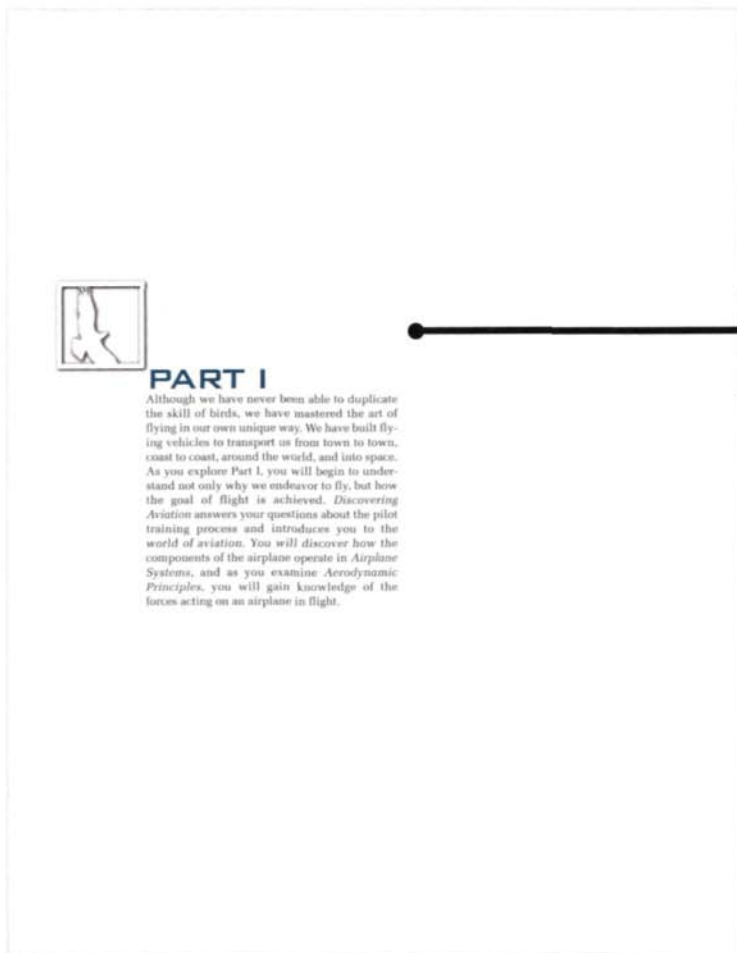 PART I
Although we have never been able to duplicate
the skill of birds, we have mastered the art of
flying in our own unique way. We have built fly-
ing vehicles to transport us from town to town,
coast to coast, around the world, and into space.
As you explore Part I, you will begin to under-
stand not only why we endeavor to fly, but how
the goal of flight is achieved. Discovering
Aviation answers your questions about the pilot
training process and introduces you to the
world of aviation. You will discover how the
components of the airplane operate in Airplane
Systems, and as you examine Aerodynamic
Principles, you will gain knowledge of the
forces acting on an airplane in flight.